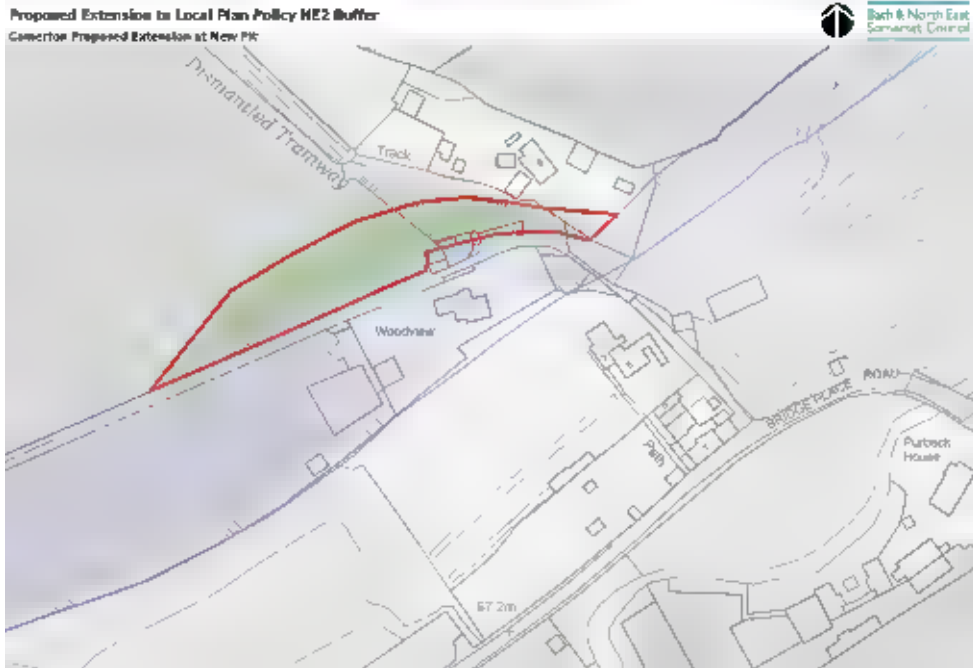 Proposed Extension to Local Plan Policy NE2 Buffer
Camerton Proposed Extension at New Pit
Bath & North East
Somerset Council
Dismantled Tramway
Track
Woodview
BRIDGE PLACE ROAD
Purbeck
House
Path
67.2m